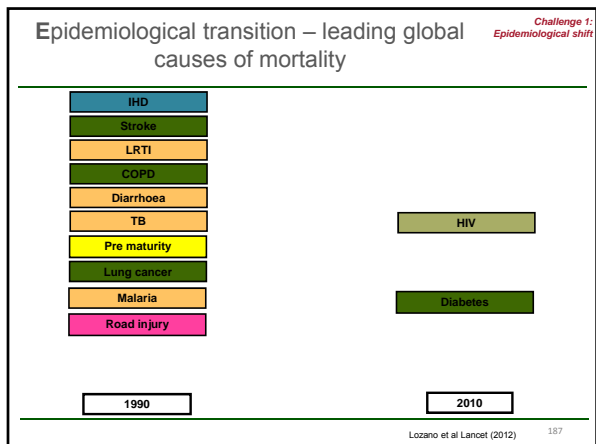 Epidemiological transition – leading global
causes of mortality
Challenge 1:
Epidemiological shift
IHD
Stroke
LRTI
COPD
Diarrhoea
TB
Pre maturity
Lung cancer
Malaria
Road injury
HIV
Diabetes
1990
2010
Lozano et al Lancet (2012)
187